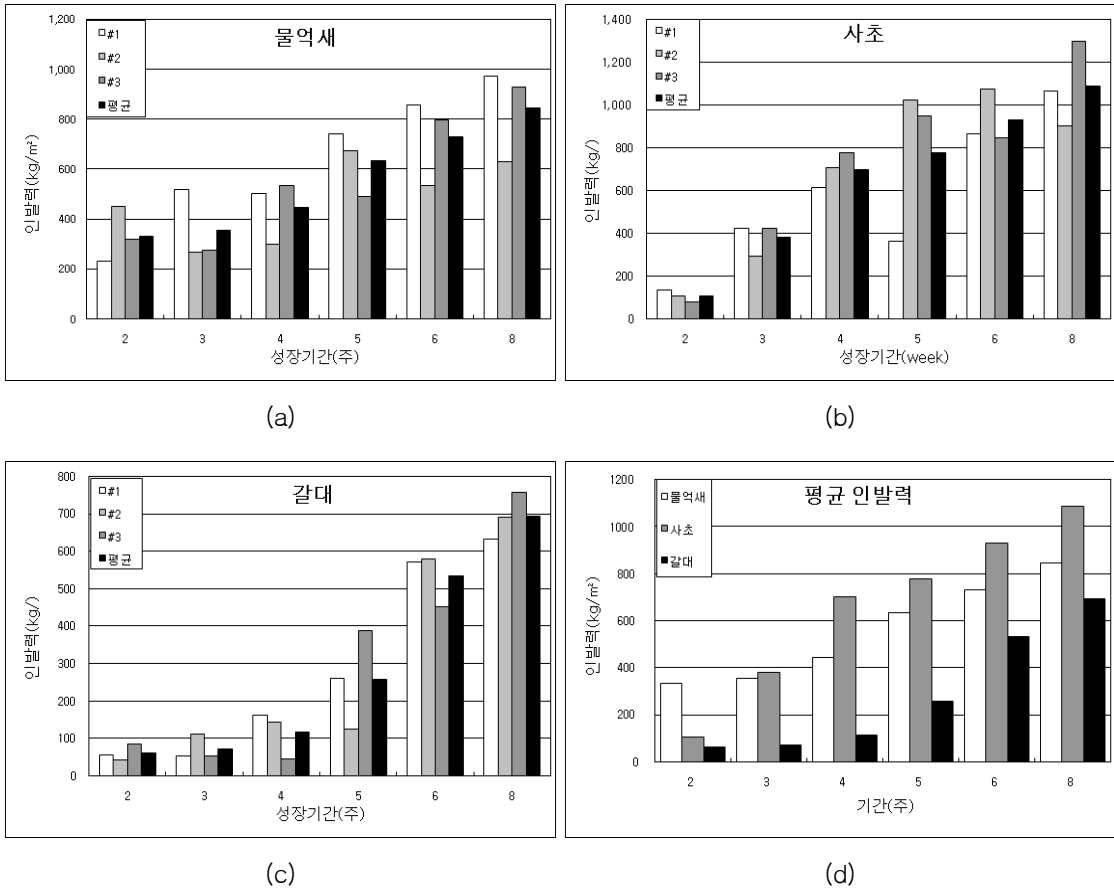 물억새
#1
#2
#3
평균
1,200
1,000
800
600
400
200
0
2 3 4 5 6 8
인발력(kg/m²)
성장기간(주)
(a)
사초
#1
#2
#3
평균
1,400
1,200
1,000
800
600
400
200
0
2 3 4 5 6 8
인발력(kg/)
성장기간(week)
(b)
갈대
#1
#2
#3
평균
800
700
600
500
400
300
200
100
0
2 3 4 5 6 8
인발력(kg/)
성장기간(주)
(c)
평균 인발력
물억새
사초
갈대
1200
1000
800
600
400
200
0
2 3 4 5 6 8
인발력(kg/m²)
기간(주)
(d)